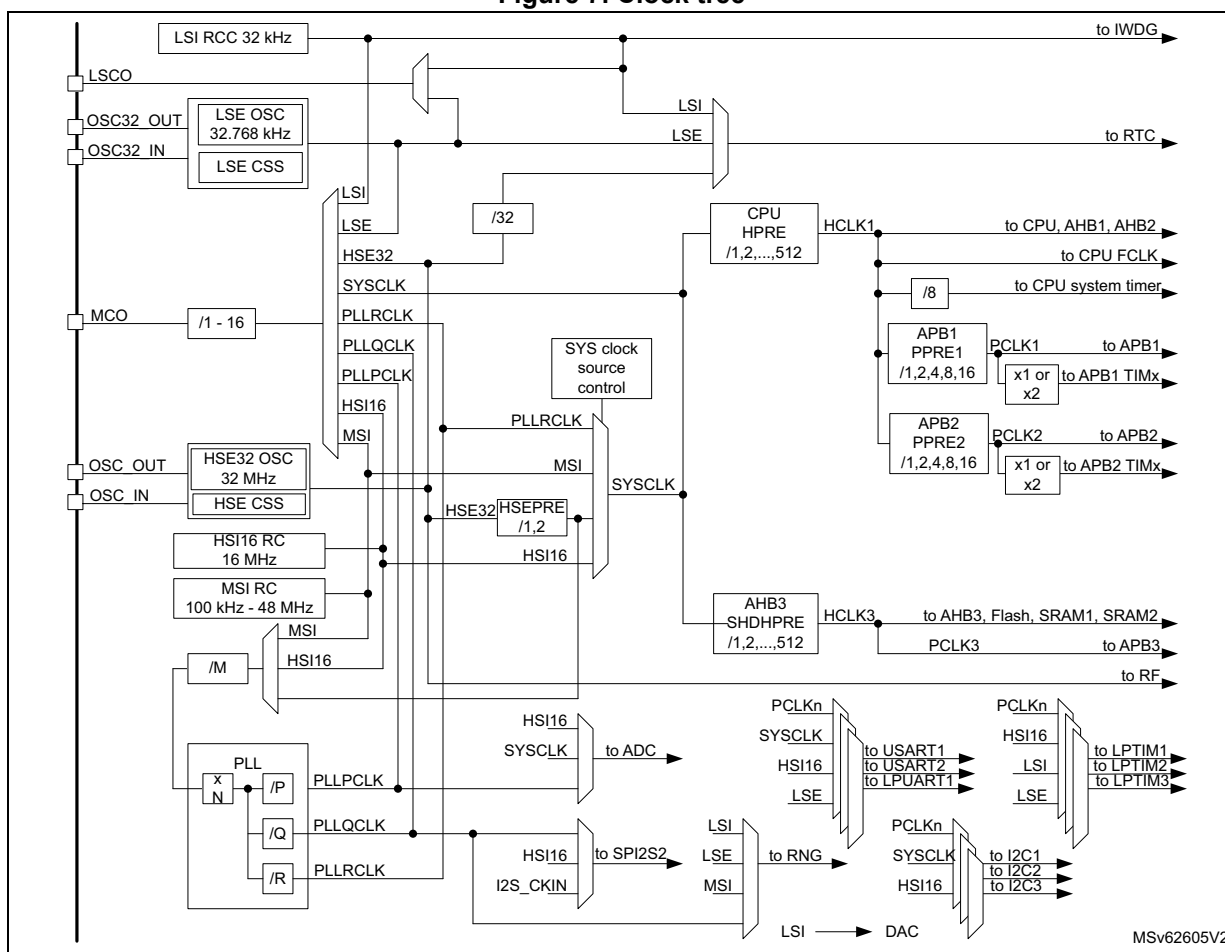 LSI RCC 32 kHz
to IWDG
LSCO
OSC32_OUT
LSE OSC
32.768 kHz
LSI
LSE
to RTC
OSC32_IN
LSE CSS
LSI
/32
CPU
HPRE
/1,2,...,512
HCLK1
to CPU, AHB1, AHB2
LSE
HSE32
to CPU FCLK
SYSCLK
/8
to CPU system timer
MCO
/1 - 16
PLLRCLK
PLLQCLK
SYS clock
source
control
APB1
PPRE1
/1,2,4,8,16
PCLK1
to APB1
x1 or
x2
to APB1 TIMx
PLLPCLK
HSI16
PLLRCLK
APB2
PPRE2
/1,2,4,8,16
PCLK2
to APB2
x1 or
x2
to APB2 TIMx
MSI
OSC_OUT
HSE32 OSC
32 MHz
MSI
SYSCLK
OSC_IN
HSE CSS
HSE32
HSEPRE
/1,2
HSI16 RC
16 MHz
HSI16
MSI RC
100 kHz - 48 MHz
AHB3
SHDHPRE
/1,2,...,512
HCLK3
to AHB3, Flash, SRAM1, SRAM2
MSI
PCLK3
to APB3
/M
HSI16
to RF
HSI16
SYSCLK
to ADC
PCLKn
SYSCLK
HSI16
LSE
to USART1
to USART2
to LPUART1
PCLKn
HSI16
LSI
LSE
to LPTIM1
to LPTIM2
to LPTIM3
PLL
x
N
/P
PLLPCLK
/Q
PLLQCLK
/R
PLLRCLK
HSI16
I2S_CKIN
to SPI2S2
LSI
LSE
MSI
to RNG
PCLKn
SYSCLK
HSI16
to I2C1
to I2C2
to I2C3
LSI
DAC
MSv62605V2